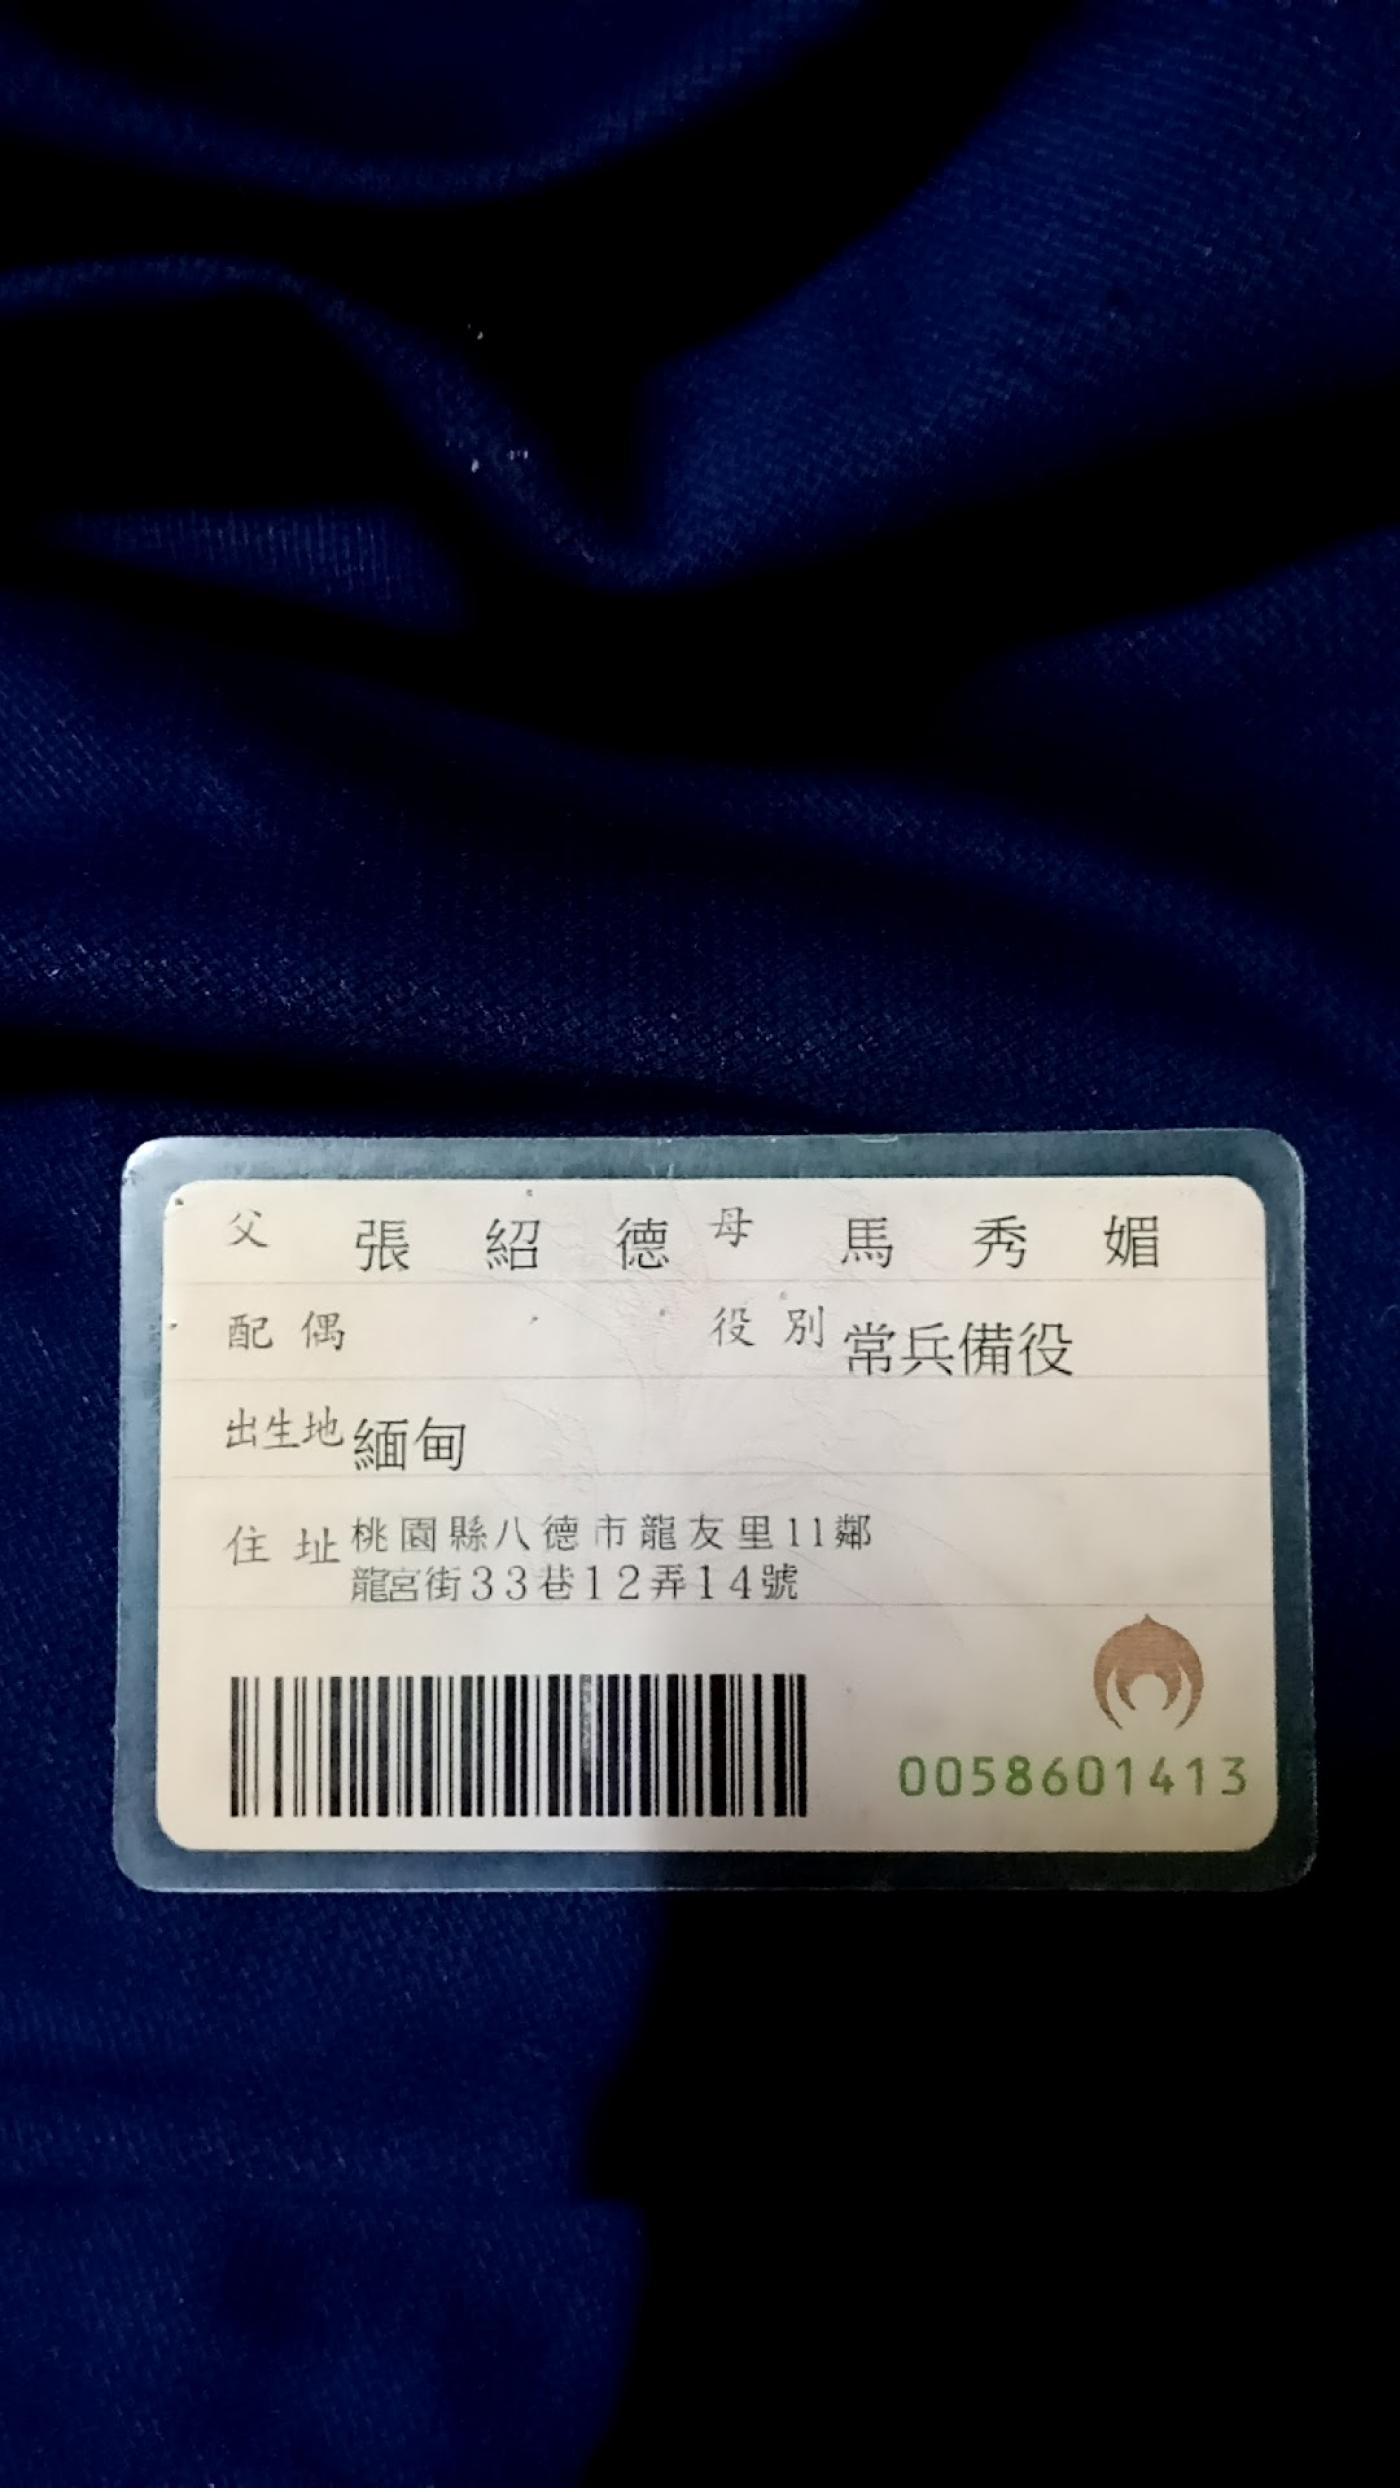 父 張紹德 母 馬秀媚
配偶 役別 常兵備役
出生地 緬甸
住址 桃園縣八德市龍友里11鄰
龍宮街33巷12弄14號
0058601413